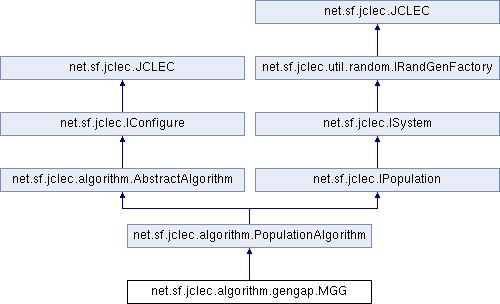 net.sf.jclec.JCLEC
net.sf.jclec.JCLEC
net.sf.jclec.util.random.IRandGenFactory
net.sf.jclec.IConfigure
net.sf.jclec.ISystem
net.sf.jclec.algorithm.AbstractAlgorithm
net.sf.jclec.IPopulation
net.sf.jclec.algorithm.PopulationAlgorithm
net.sf.jclec.algorithm.gengap.MGG